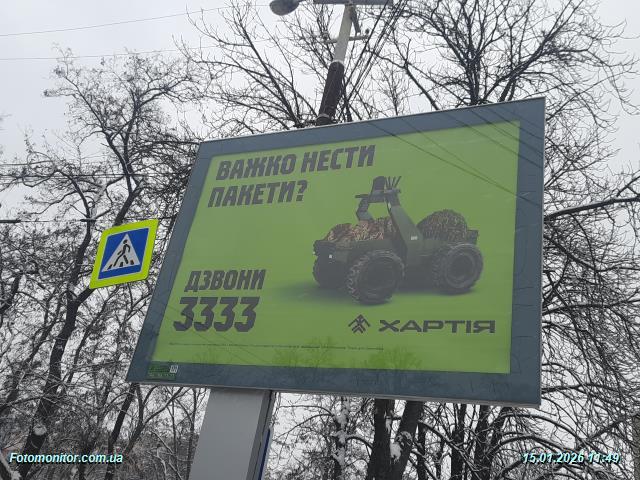 ВАЖКО НЕСТИ
ПАКЕТИ?
ДЗВОНИ
3333
ХАРТІЯ
Fotomonitor.com.ua
15.01.2026 11:49